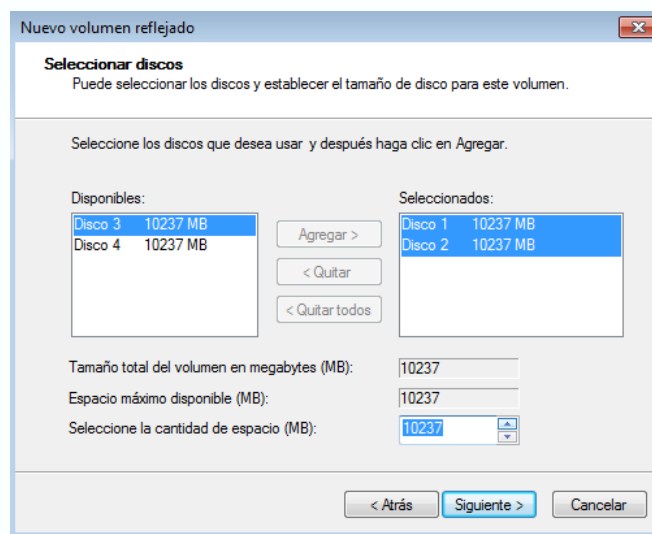 Nuevo volumen reflejado
Seleccionar discos
Puede seleccionar los discos y establecer el tamaño de disco para este volumen.
Seleccione los discos que desea usar y después haga clic en Agregar.
Disponibles:
Disco 3 10237 MB
Disco 4 10237 MB
Agregar >
< Quitar
< Quitar todos
Seleccionados:
Disco 1 10237 MB
Disco 2 10237 MB
Tamaño total del volumen en megabytes (MB): 10237
Espacio máximo disponible (MB): 10237
Seleccione la cantidad de espacio (MB): 10237
< Atrás Siguiente > Cancelar